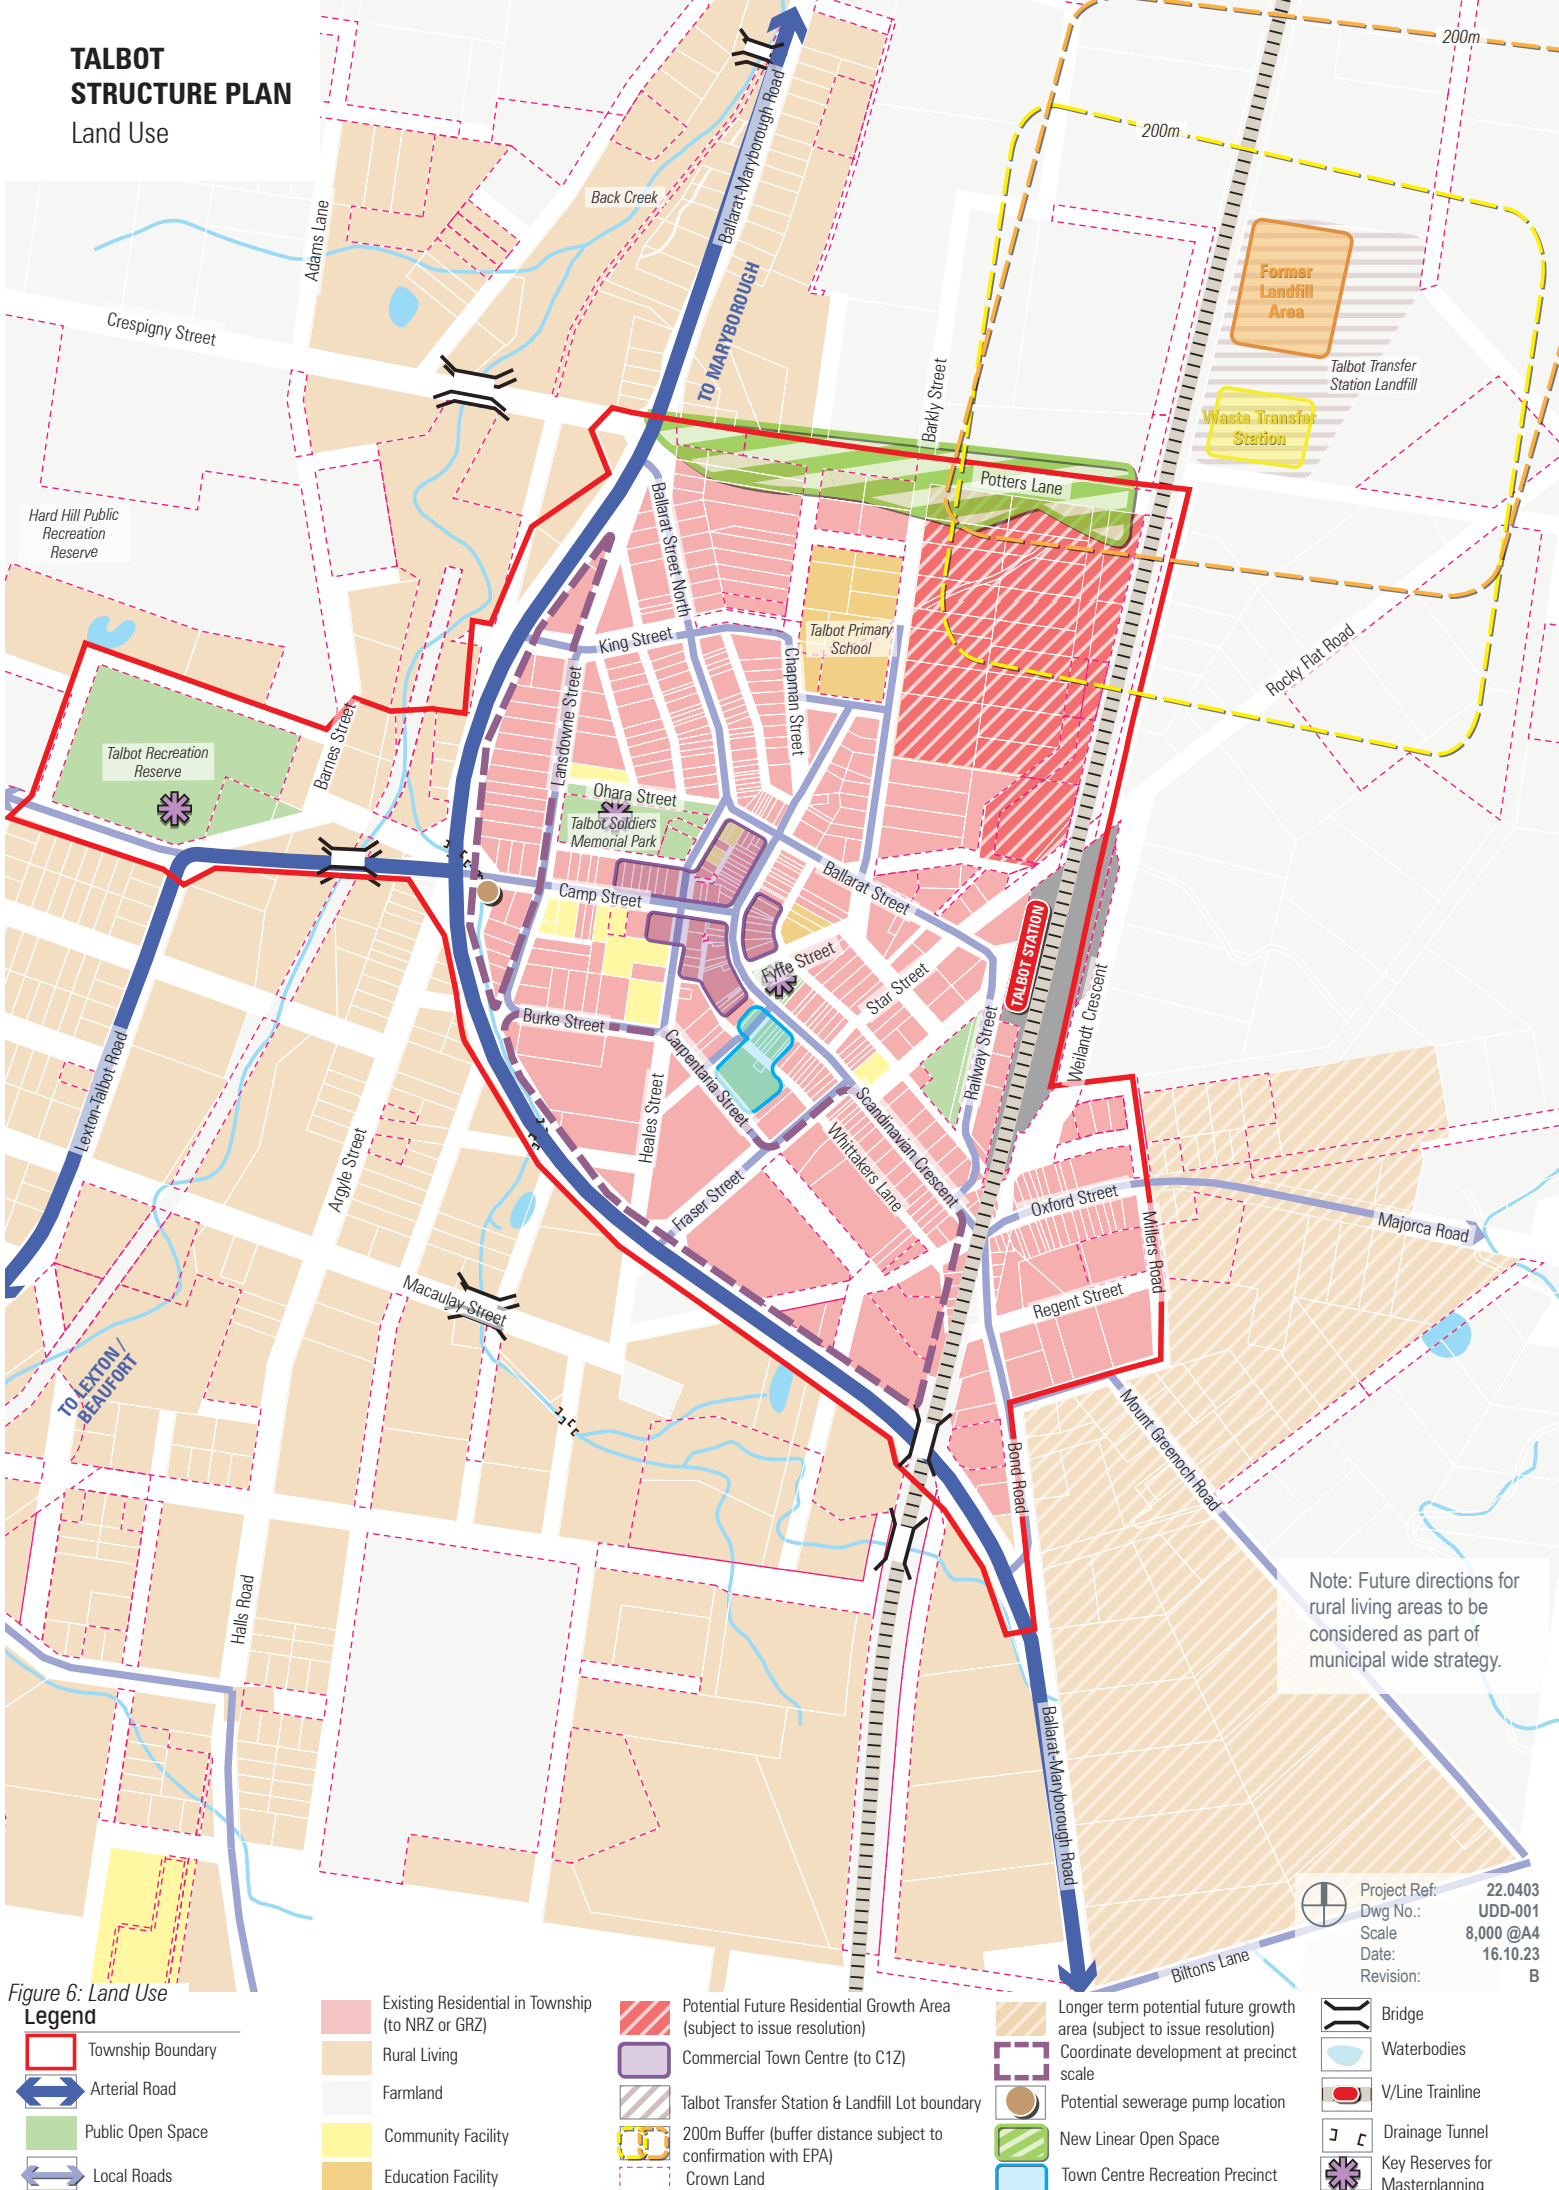 TALBOT
STRUCTURE PLAN
Land Use
200m
200m
Ballarat-Maryborough Road
Back Creek
Adams Lane
TO MARYBOROUGH
Crespigny Street
Barkly Street
Former
Landfill
Area
Talbot Transfer
Station Landfill
Waste Transfer
Station
Potters Lane
Hard Hill Public
Recreation
Reserve
Ballarat Street North
King Street
Talbot Primary
School
Chapman Street
Rocky Flat Road
Lansdowne Street
Barnes Street
Talbot Recreation
Reserve
Ohara Street
Talbot Soldiers
Memorial Park
Camp Street
Ballarat Street
TALBOT STATION
Fyffe Street
Star Street
Burke Street
Weilandt Crescent
Railway Street
Carpentaria Street
Lexton-Talbot Road
Heales Street
Scandinavian Crescent
Whittakers Lane
Argyle Street
Fraser Street
Oxford Street
Millers Road
Majorca Road
Macaulay Street
Regent Street
TO LEXTON /
BEAUFORT
Mount Greenoch Road
Bond Road
Halls Road
Note: Future directions for
rural living areas to be
considered as part of
municipal wide strategy.
Ballarat-Maryborough Road
Biltons Lane
Project Ref: 22.0403
Dwg No.: UDD-001
Scale 8,000 @A4
Date: 16.10.23
Revision: B
Figure 6: Land Use
Legend
Township Boundary
Arterial Road
Public Open Space
Local Roads
Existing Residential in Township
(to NRZ or GRZ)
Rural Living
Farmland
Community Facility
Education Facility
Potential Future Residential Growth Area
(subject to issue resolution)
Commercial Town Centre (to C1Z)
Talbot Transfer Station & Landfill Lot boundary
200m Buffer (buffer distance subject to
confirmation with EPA)
Crown Land
Longer term potential future growth
area (subject to issue resolution)
Coordinate development at precinct
scale
Potential sewerage pump location
New Linear Open Space
Town Centre Recreation Precinct
Bridge
Waterbodies
V/Line Trainline
Drainage Tunnel
Key Reserves for
Masterplanning